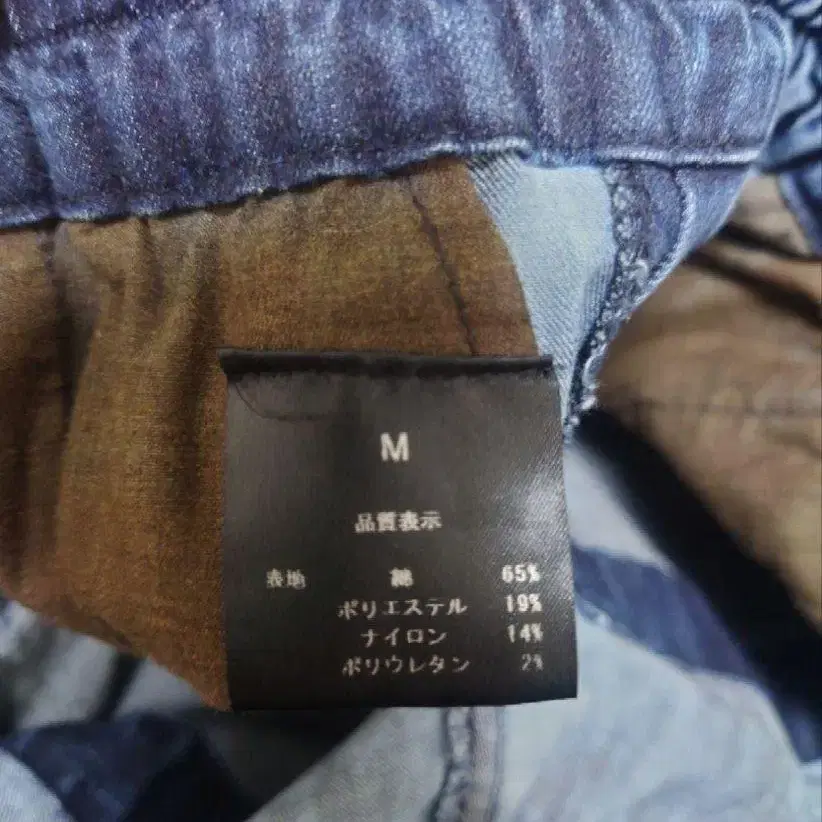 M
品質表示
表地 綿 65%
ポリエステル 19%
ナイロン 14%
ポリウレタン 2%